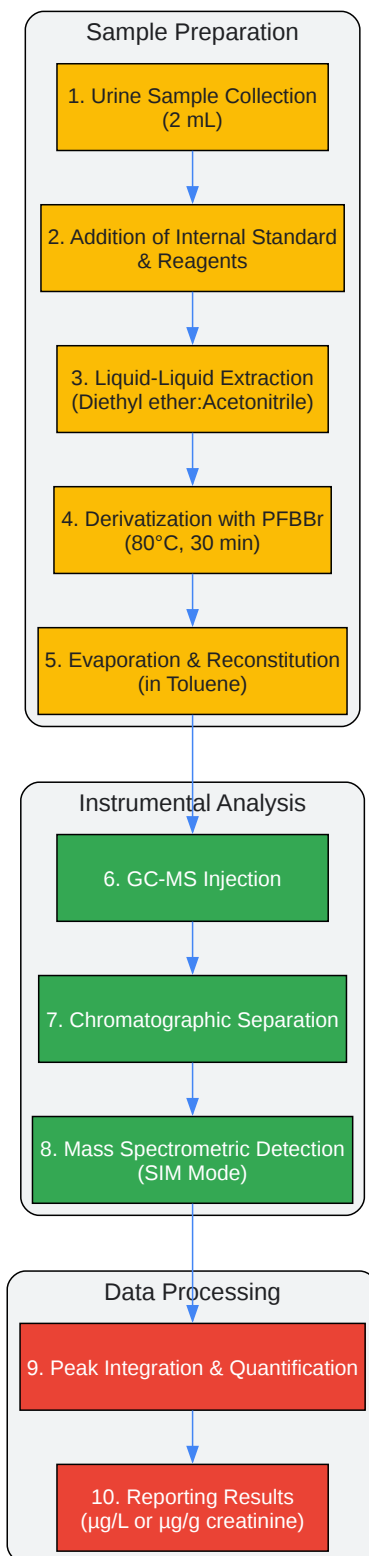 Sample Preparation
1. Urine Sample Collection
(2 mL)
2. Addition of Internal Standard
& Reagents
3. Liquid-Liquid Extraction
(Diethyl ether:Acetonitrile)
4. Derivatization with PFBBr
(80°C, 30 min)
5. Evaporation & Reconstitution
(in Toluene)
Instrumental Analysis
6. GC-MS Injection
7. Chromatographic Separation
8. Mass Spectrometric Detection
(SIM Mode)
Data Processing
9. Peak Integration & Quantification
10. Reporting Results
(µg/L or µg/g creatinine)